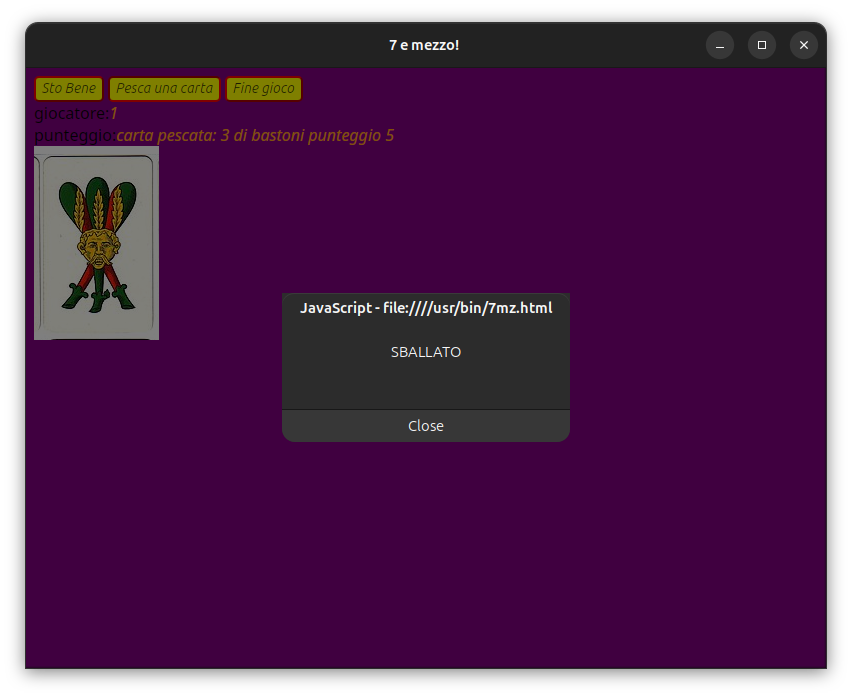 7 e mezzo!
Sto Bene Pesca una carta Fine gioco
giocatore:1
punteggio:carta pescata: 3 di bastoni punteggio 5
JavaScript - file:////usr/bin/7mz.html
SBALLATO
Close